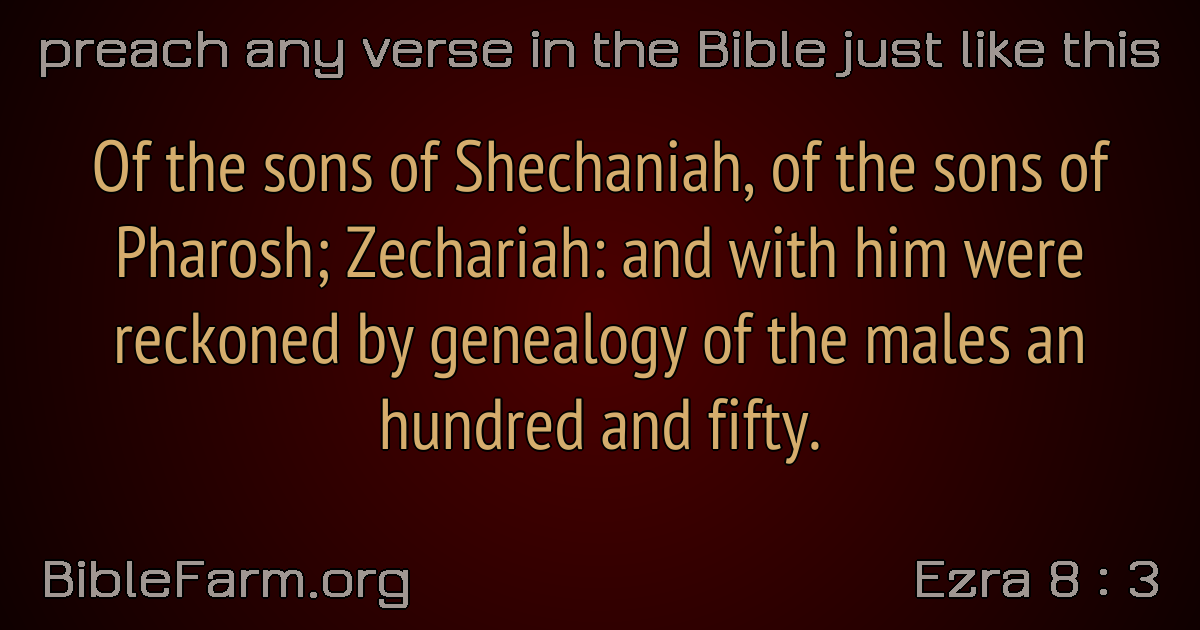 preach any verse in the Bible just like this
Of the sons of Shechaniah, of the sons of
Pharosh; Zechariah: and with him were
reckoned by genealogy of the males an
hundred and fifty.
BibleFarm.org
Ezra 8 : 3